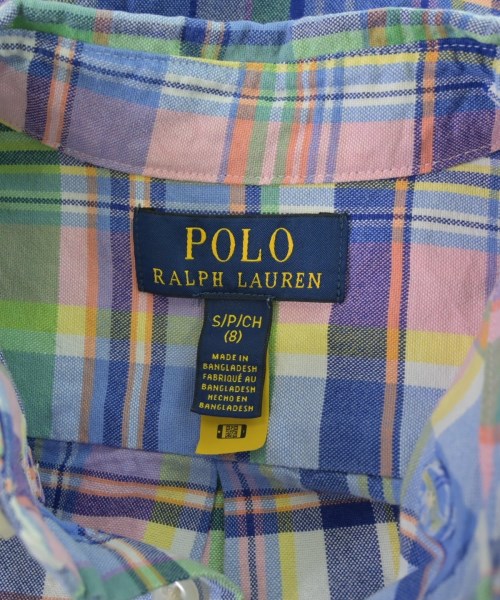 POLO
RALPH LAUREN
S/P/CH
(8)
MADE IN
BANGLADESH
FABRIQUÉ AU
BANGLADESH
HECHO EN
BANGLADESH